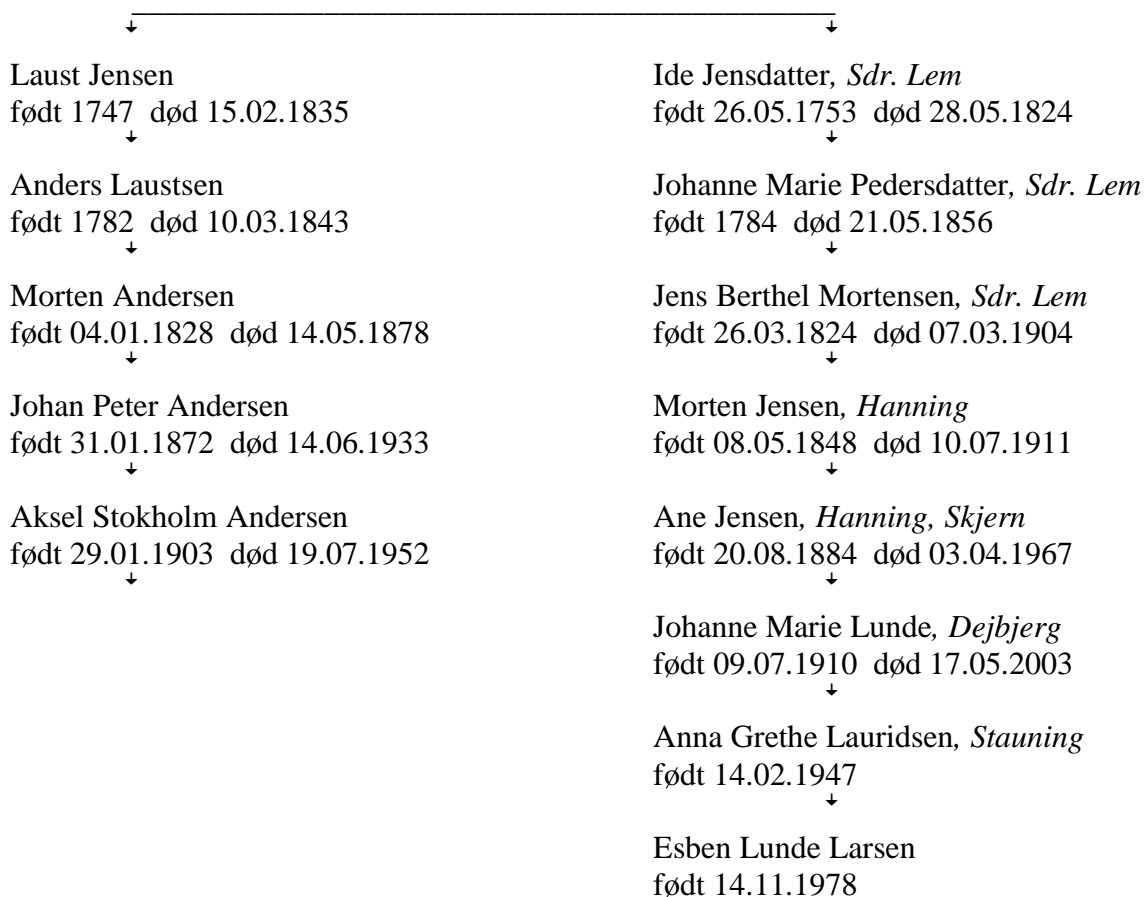 Laust Jensen
født 1747 død 15.02.1835
Anders Laustsen
født 1782 død 10.03.1843
Morten Andersen
født 04.01.1828 død 14.05.1878
Johan Peter Andersen
født 31.01.1872 død 14.06.1933
Aksel Stokholm Andersen
født 29.01.1903 død 19.07.1952
Ide Jensdatter, Sdr. Lem
født 26.05.1753 død 28.05.1824
Johanne Marie Pedersdatter, Sdr. Lem
født 1784 død 21.05.1856
Jens Berthel Mortensen, Sdr. Lem
født 26.03.1824 død 07.03.1904
Morten Jensen, Hanning
født 08.05.1848 død 10.07.1911
Ane Jensen, Hanning, Skjern
født 20.08.1884 død 03.04.1967
Johanne Marie Lunde, Dejbjerg
født 09.07.1910 død 17.05.2003
Anna Grethe Lauridsen, Stauning
født 14.02.1947
Esben Lunde Larsen
født 14.11.1978